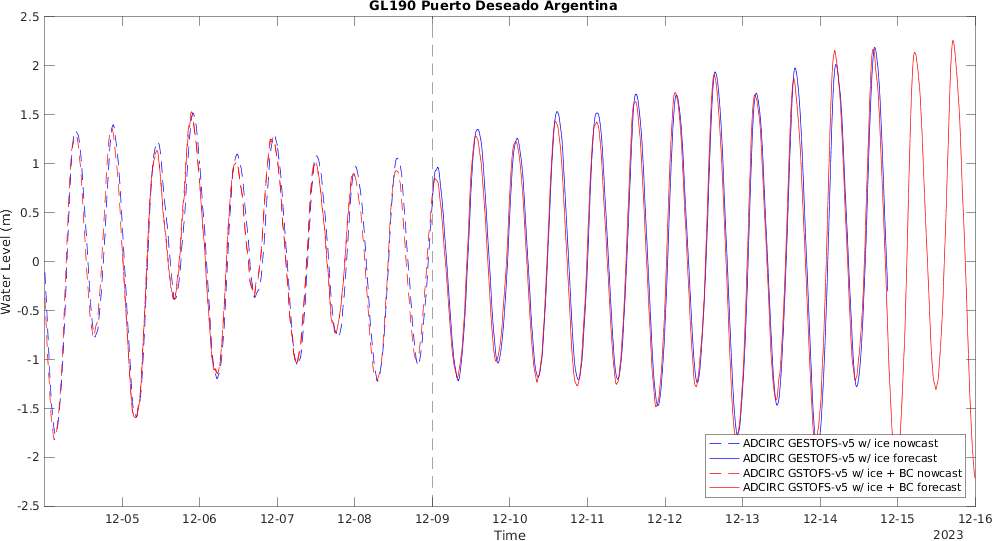 GL190 Puerto Deseado Argentina
2.5
2
1.5
1
0.5
0
-0.5
-1
-1.5
-2
-2.5
Water Level (m)
ADCIRC GESTOFS-v5 w/ ice nowcast
ADCIRC GESTOFS-v5 w/ ice forecast
ADCIRC GSTOFS-v5 w/ ice + BC nowcast
ADCIRC GSTOFS-v5 w/ ice + BC forecast
12-05 12-06 12-07 12-08 12-09 12-10 12-11 12-12 12-13 12-14 12-15 12-16
Time
2023